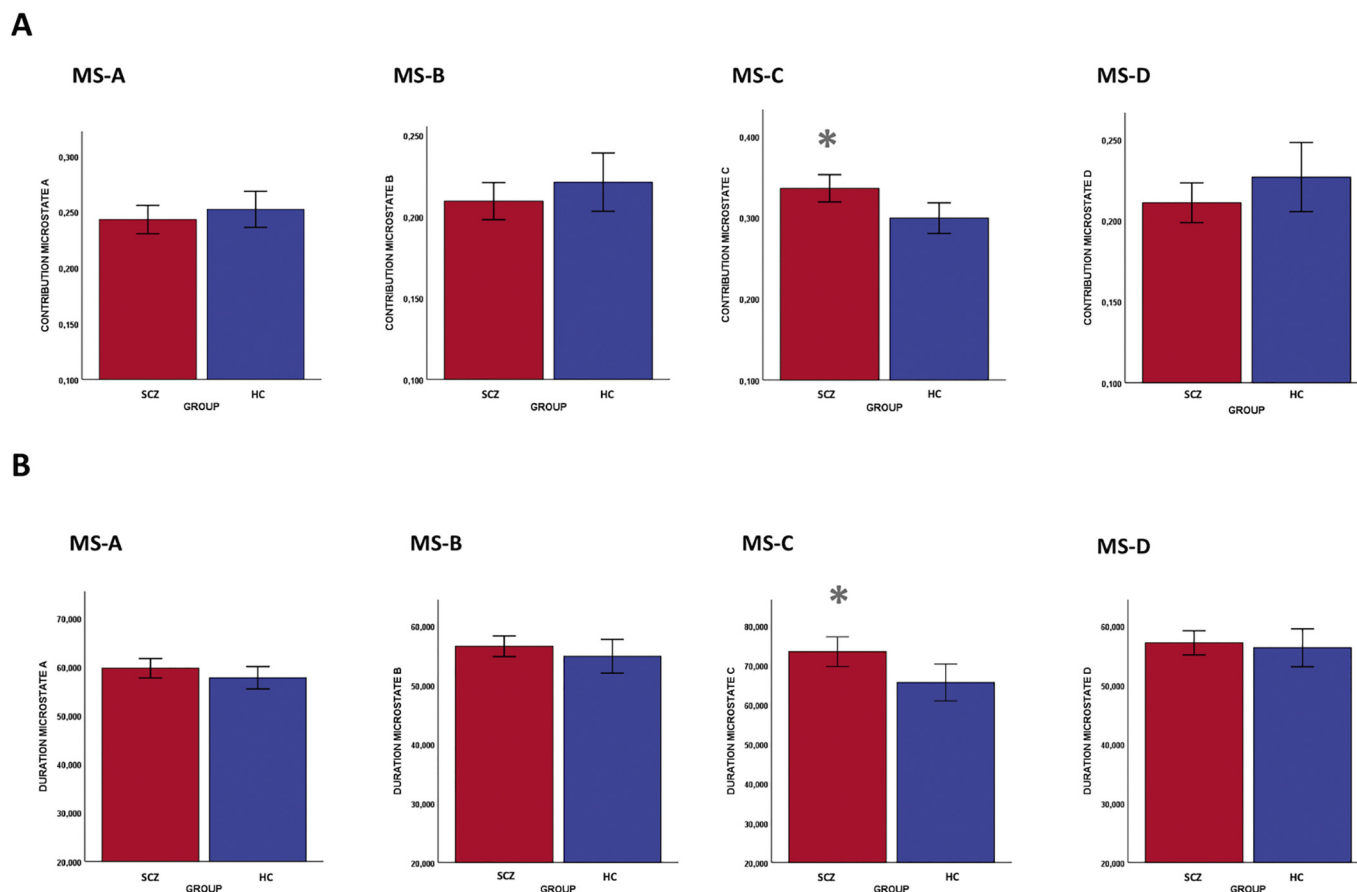 A
MS-A
MS-B
MS-C
MS-D
CONTRIBUTION MICROSTATE A
0,300
0,250
0,200
0,150
0,100
SCZ HC
GROUP
CONTRIBUTION MICROSTATE B
0,250
0,200
0,150
0,100
SCZ HC
GROUP
CONTRIBUTION MICROSTATE C
0,400
0,300
0,200
0,100
*
SCZ HC
GROUP
CONTRIBUTION MICROSTATE D
0,250
0,200
0,150
0,100
SCZ HC
GROUP
B
MS-A
MS-B
MS-C
MS-D
DURATION MICROSTATE A
70,000
60,000
50,000
40,000
30,000
20,000
SCZ HC
GROUP
DURATION MICROSTATE B
60,000
50,000
40,000
30,000
20,000
SCZ HC
GROUP
DURATION MICROSTATE C
80,000
70,000
60,000
50,000
40,000
30,000
20,000
*
SCZ HC
GROUP
DURATION MICROSTATE D
60,000
50,000
40,000
30,000
20,000
SCZ HC
GROUP